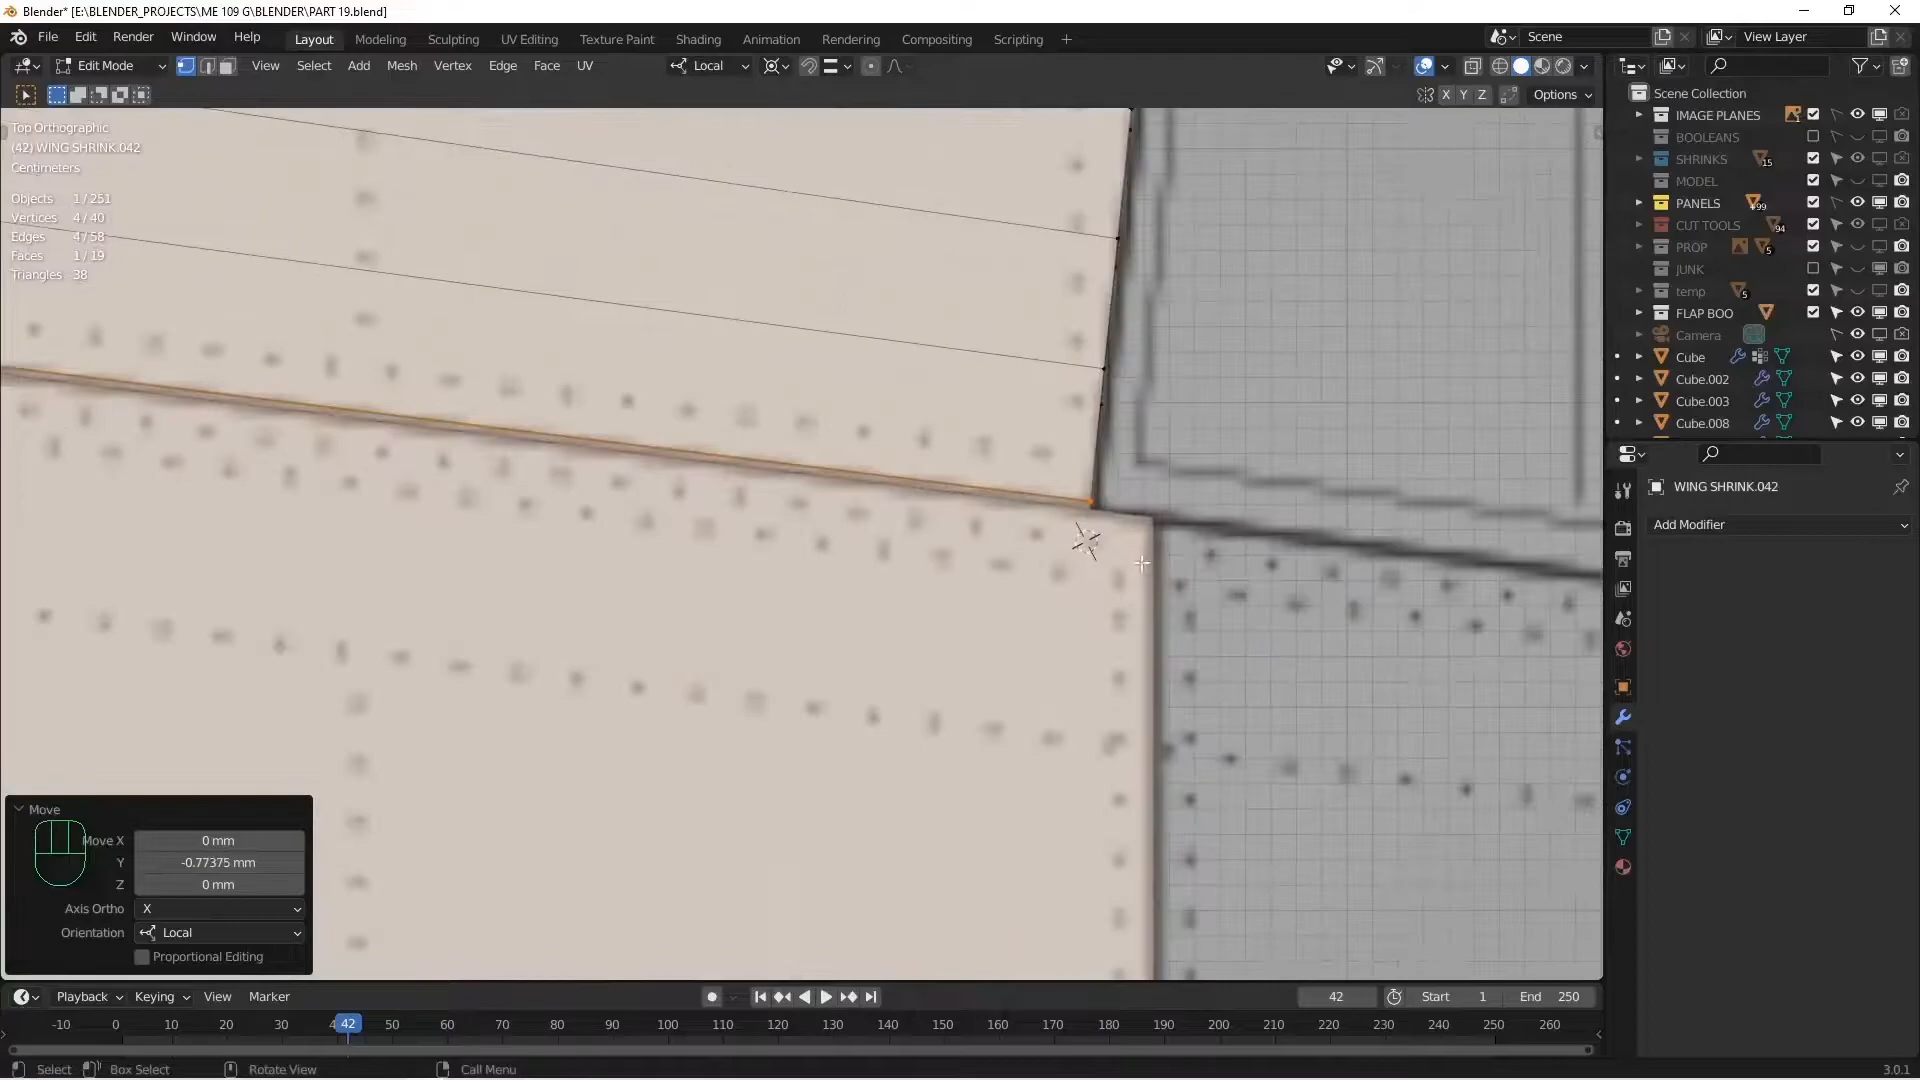 Blender* [E:\BLENDER_PROJECTS\ME 109 G\BLENDER\PART 19.blend]
File Edit Render Window Help Layout Modeling Sculpting UV Editing Texture Paint Shading Animation Rendering Compositing Scripting + Scene View Layer
Edit Mode View Select Add Mesh Vertex Edge Face UV Local
X Y Z Options
Top Orthographic
(42) WING SHRINK.042
Centimeters
Objects 1/251
Vertices 4/40
Edges 4/58
Faces 1/19
Triangles 38
Scene Collection
IMAGE PLANES 1
BOOLEANS
SHRINKS 15
MODEL
PANELS
CUT TOOLS 94
PROP 5
JUNK
temp 5
FLAP BOO
Camera
Cube
Cube.002
Cube.003
Cube.008
WING SHRINK.042
Add Modifier
Move
Move X 0 mm
Y -0.77375 mm
Z 0 mm
Axis Ortho X
Orientation Local
Proportional Editing
Playback Keying View Marker 42 Start 1 End 250
-10 0 10 20 30 4 42 50 60 70 80 90 100 110 120 130 140 150 160 170 180 190 200 210 220 230 240 250 260
Select Box Select Rotate View Call Menu 3.0.1